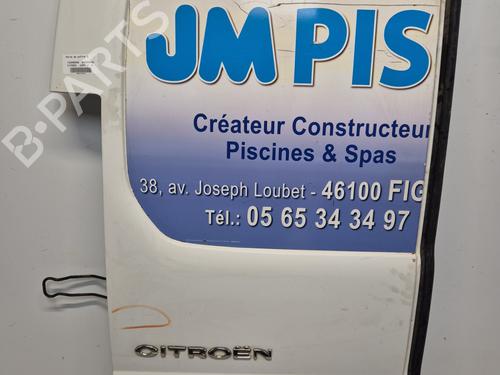 JM PIS
Créateur Constructeur
Piscines & Spas
38, av. Joseph Loubet - 46100 FIG
Tél.: 05 65 34 34 97
CITROËN
B-PARTS